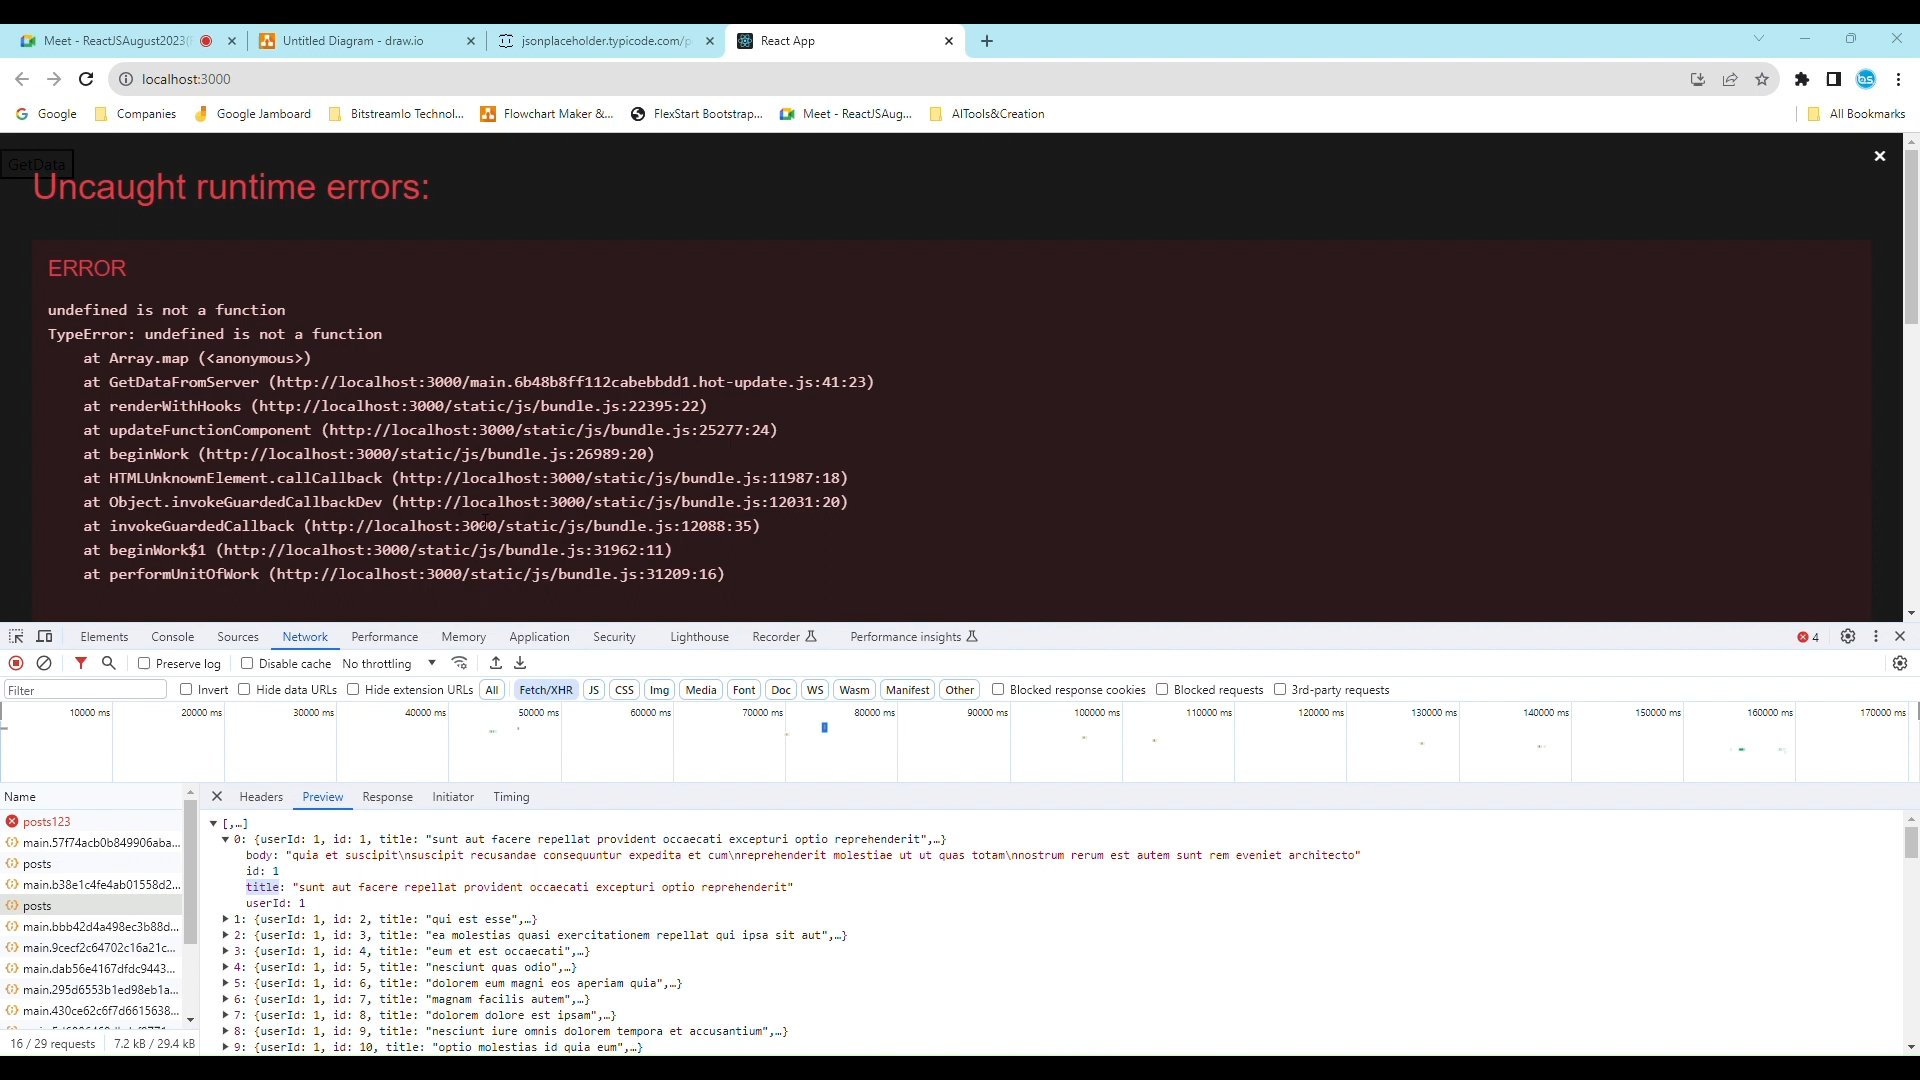 Meet - ReactJSAugust2023(
Untitled Diagram - draw.io
jsonplaceholder.typicode.com/p
React App
localhost:3000
Google
Companies
Google Jamboard
Bitstreamlo Technol...
Flowchart Maker &...
FlexStart Bootstrap...
Meet - ReactJSAug...
AITools&Creation
All Bookmarks
GetData
Uncaught runtime errors:
ERROR
undefined is not a function
TypeError: undefined is not a function
at Array.map (<anonymous>)
at GetDataFromServer (http://localhost:3000/main.6b48b8ff112cabebbdd1.hot-update.js:41:23)
at renderWithHooks (http://localhost:3000/static/js/bundle.js:22395:22)
at updateFunctionComponent (http://localhost:3000/static/js/bundle.js:25277:24)
at beginWork (http://localhost:3000/static/js/bundle.js:26989:20)
at HTMLUnknownElement.callCallback (http://localhost:3000/static/js/bundle.js:11987:18)
at Object.invokeGuardedCallbackDev (http://localhost:3000/static/js/bundle.js:12031:20)
at invokeGuardedCallback (http://localhost:3000/static/js/bundle.js:12088:35)
at beginWork$1 (http://localhost:3000/static/js/bundle.js:31962:11)
at performUnitOfWork (http://localhost:3000/static/js/bundle.js:31209:16)
Elements Console Sources Network Performance Memory Application Security Lighthouse Recorder Performance insights 4
Preserve log Disable cache No throttling
Filter Invert Hide data URLs Hide extension URLs All Fetch/XHR JS CSS Img Media Font Doc WS Wasm Manifest Other Blocked response cookies Blocked requests 3rd-party requests
10000 ms 20000 ms 30000 ms 40000 ms 50000 ms 60000 ms 70000 ms 80000 ms 90000 ms 100000 ms 110000 ms 120000 ms 130000 ms 140000 ms 150000 ms 160000 ms 170000 ms
Name
posts123
main.57f74acb0b849906aba...
posts
main.b38e1c4fe4ab01558d2...
posts
main.bbb42d4a498ec3b88d...
main.9cecf2c64702c16a21c...
main.dab56e4167dfdc9443...
main.295d6553b1ed98eb1a...
main.430ce62c6f7d6615638...
16 / 29 requests 7.2 kB / 29.4 kB
Headers Preview Response Initiator Timing
[,…]
0: {userId: 1, id: 1, title: "sunt aut facere repellat provident occaecati excepturi optio reprehenderit",…}
body: "quia et suscipit\nsuscipit recusandae consequuntur expedita et cum\nreprehenderit molestiae ut ut quas totam\nnostrum rerum est autem sunt rem eveniet architecto"
id: 1
title: "sunt aut facere repellat provident occaecati excepturi optio reprehenderit"
userId: 1
1: {userId: 1, id: 2, title: "qui est esse",…}
2: {userId: 1, id: 3, title: "ea molestias quasi exercitationem repellat qui ipsa sit aut",…}
3: {userId: 1, id: 4, title: "eum et est occaecati",…}
4: {userId: 1, id: 5, title: "nesciunt quas odio",…}
5: {userId: 1, id: 6, title: "dolorem eum magni eos aperiam quia",…}
6: {userId: 1, id: 7, title: "magnam facilis autem",…}
7: {userId: 1, id: 8, title: "dolorem dolore est ipsam",…}
8: {userId: 1, id: 9, title: "nesciunt iure omnis dolorem tempora et accusantium",…}
9: {userId: 1, id: 10, title: "optio molestias id quia eum",…}